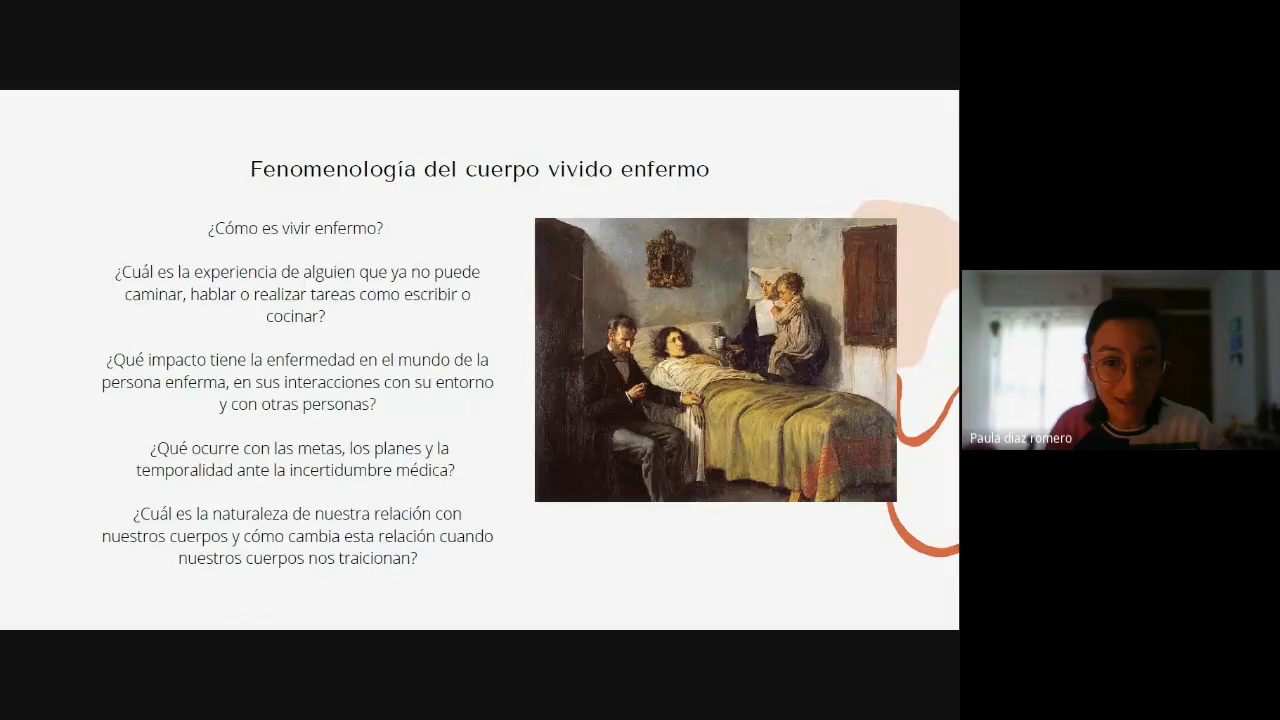 Fenomenología del cuerpo vivido enfermo
¿Cómo es vivir enfermo?
¿Cuál es la experiencia de alguien que ya no puede
caminar, hablar o realizar tareas como escribir o
cocinar?
¿Qué impacto tiene la enfermedad en el mundo de la
persona enferma, en sus interacciones con su entorno
y con otras personas?
¿Qué ocurre con las metas, los planes y la
temporalidad ante la incertidumbre médica?
¿Cuál es la naturaleza de nuestra relación con
nuestros cuerpos y cómo cambia esta relación cuando
nuestros cuerpos nos traicionan?
Paula diaz romero